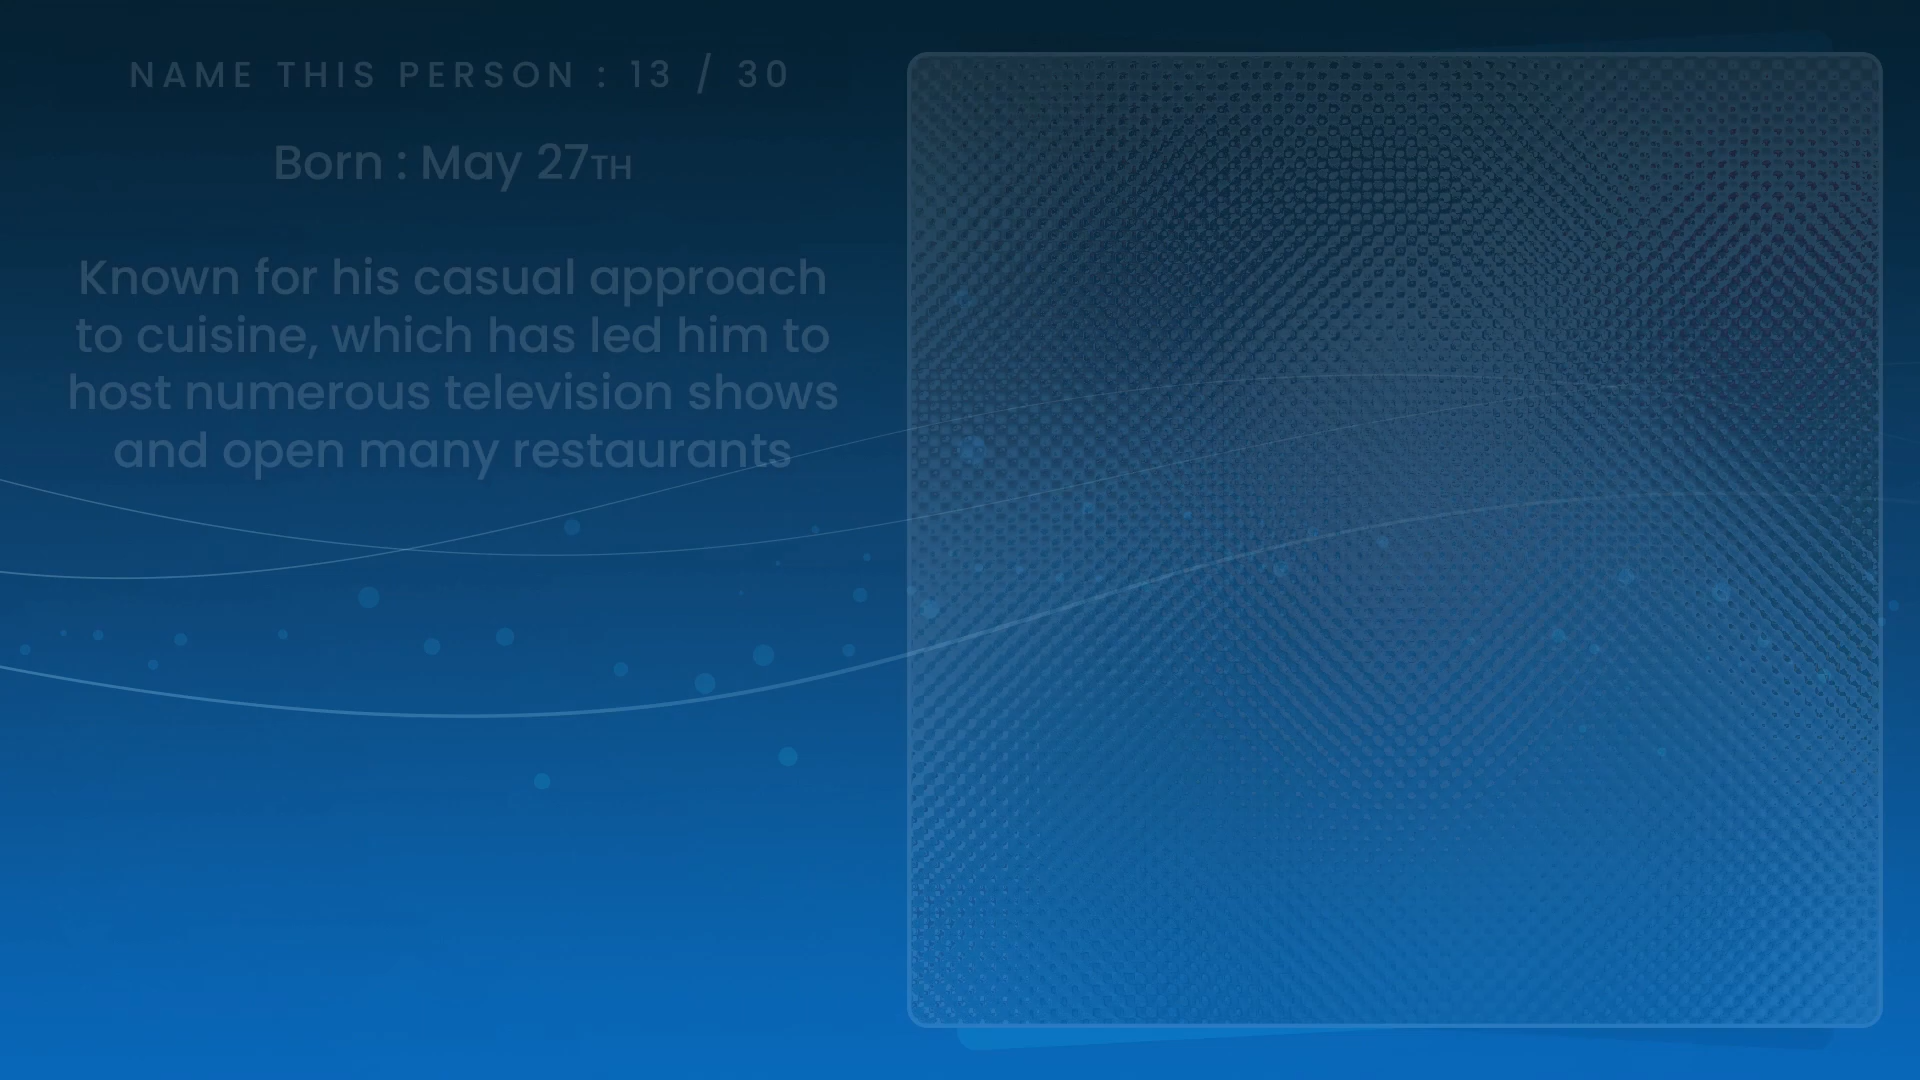 NAME THIS PERSON : 13 / 30
Born : May 27TH
Known for his casual approach
to cuisine, which has led him to
host numerous television shows
and open many restaurants